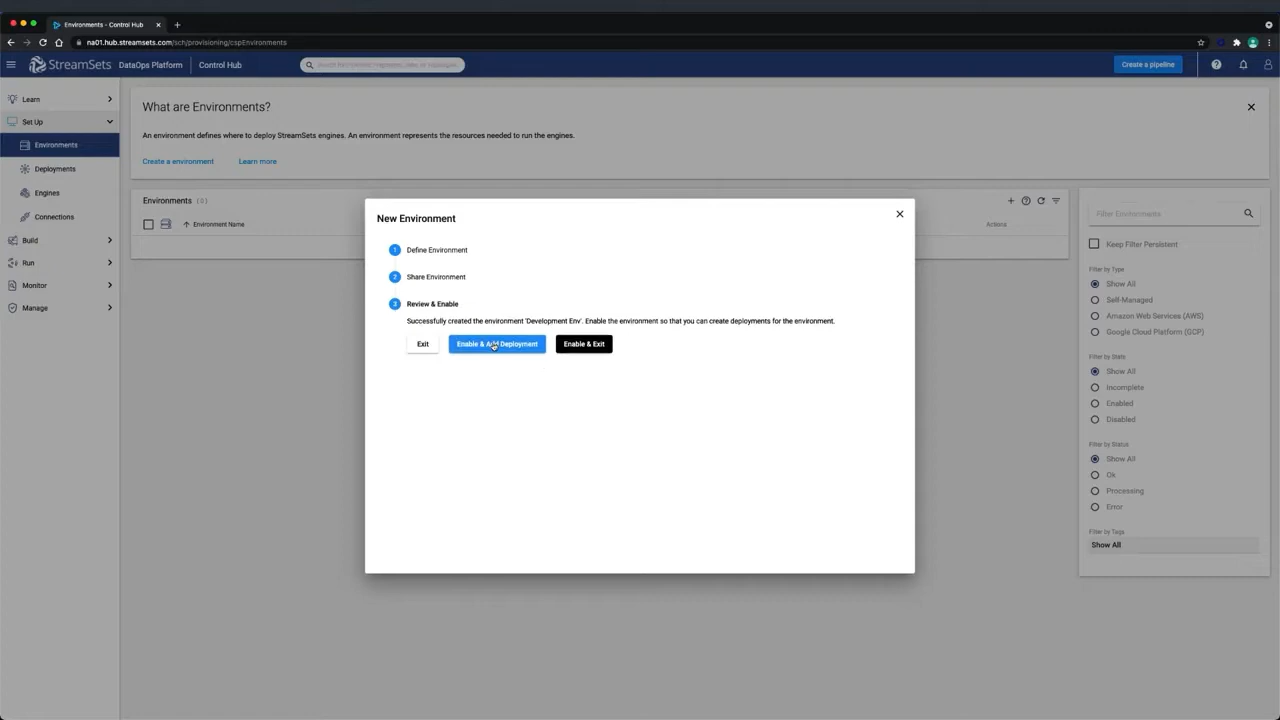 Environments - Control Hub
na01.hub.streamsets.com/sch/provisioning/cspEnvironments
StreamSets DataOps Platform Control Hub
Create a pipeline
Learn
Set Up
Environments
Deployments
Engines
Connections
Build
Run
Monitor
Manage
What are Environments?
An environment defines where to deploy StreamSets engines. An environment represents the resources needed to run the engines.
Create a environment Learn more
Environments (0)
Environment Name
Actions
New Environment
1 Define Environment
2 Share Environment
3 Review & Enable
Successfully created the environment 'Development Env'. Enable the environment so that you can create deployments for the environment.
Exit Enable & Add Deployment Enable & Exit
Filter Environments
Keep Filter Persistent
Filter by Type
Show All
Self-Managed
Amazon Web Services (AWS)
Google Cloud Platform (GCP)
Filter by State
Show All
Incomplete
Enabled
Disabled
Filter by Status
Show All
Ok
Processing
Error
Filter by Tags
Show All